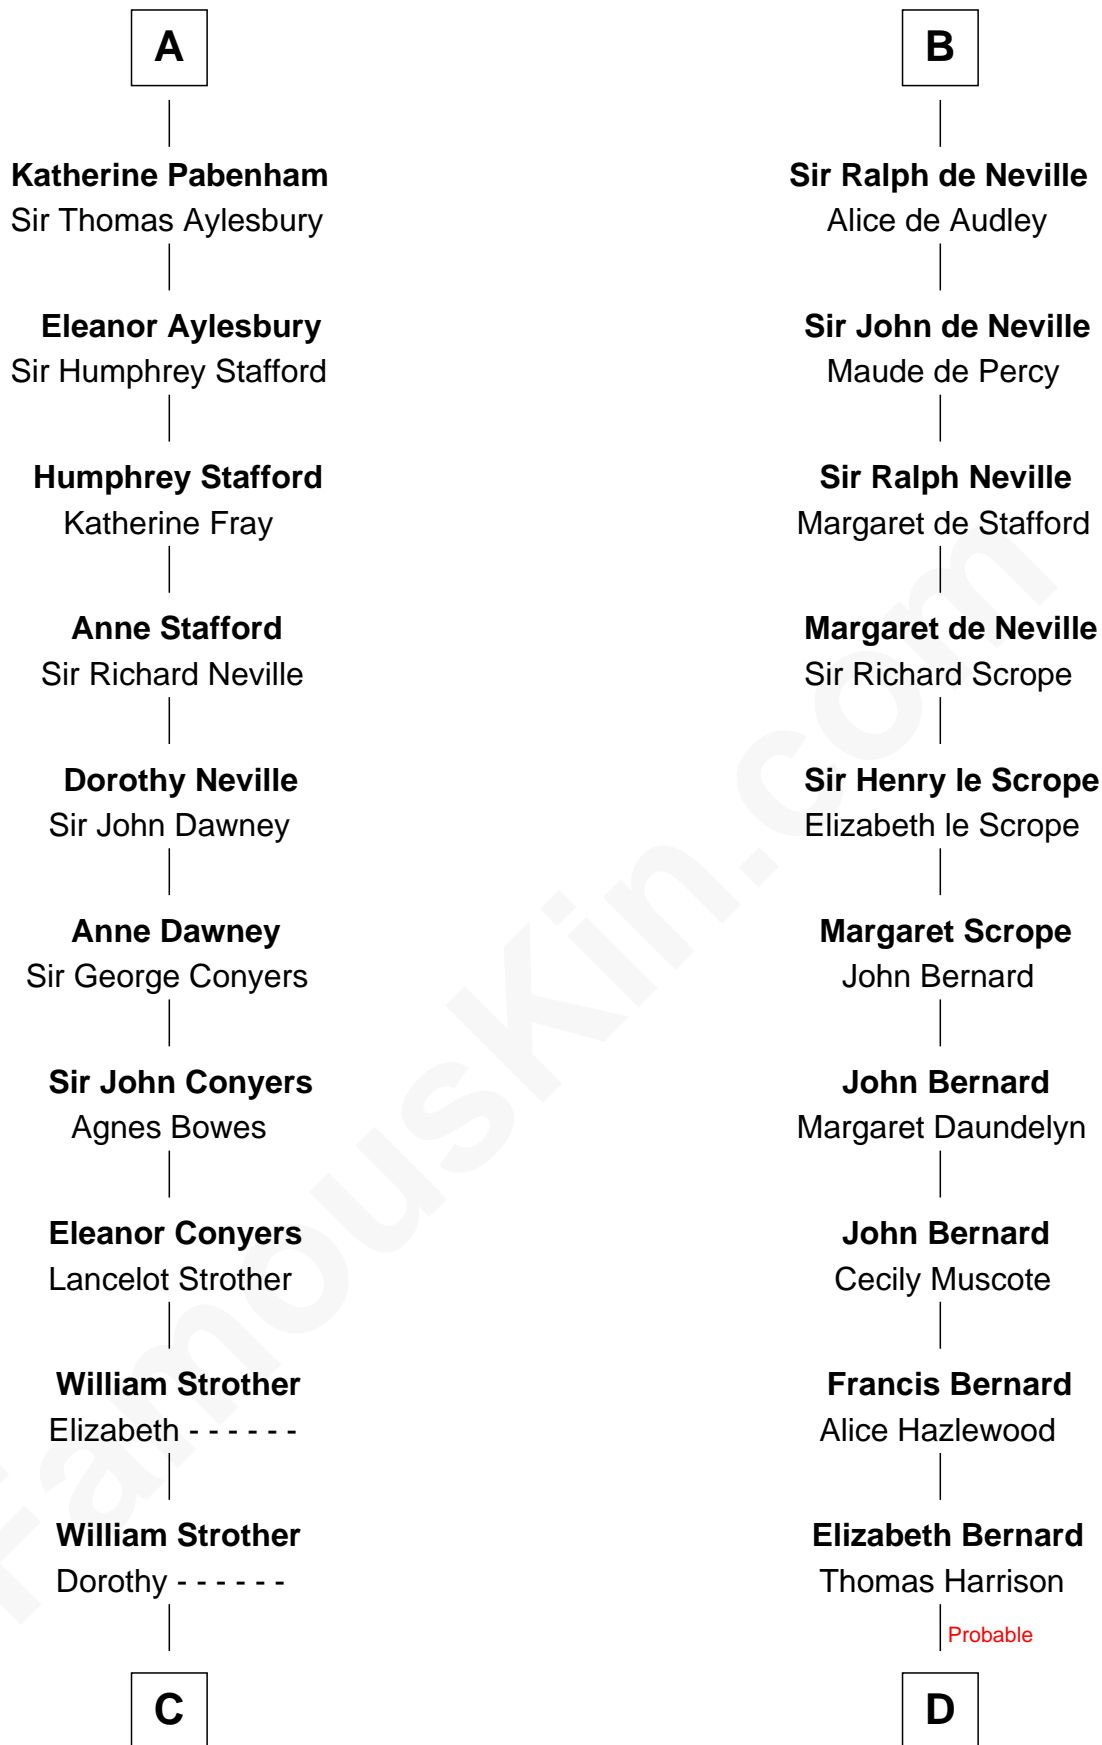 A
Katherine Pabenham
Sir Thomas Aylesbury
Eleanor Aylesbury
Sir Humphrey Stafford
Humphrey Stafford
Katherine Fray
Anne Stafford
Sir Richard Neville
Dorothy Neville
Sir John Dawney
Anne Dawney
Sir George Conyers
Sir John Conyers
Agnes Bowes
Eleanor Conyers
Lancelot Strother
William Strother
Elizabeth - - - - - -
William Strother
Dorothy - - - - - -
C
B
Sir Ralph de Neville
Alice de Audley
Sir John de Neville
Maude de Percy
Sir Ralph Neville
Margaret de Stafford
Margaret de Neville
Sir Richard Scrope
Sir Henry le Scrope
Elizabeth le Scrope
Margaret Scrope
John Bernard
John Bernard
Margaret Daundelyn
John Bernard
Cecily Muscote
Francis Bernard
Alice Hazlewood
Elizabeth Bernard
Thomas Harrison
Probable
D
FamousKin.com